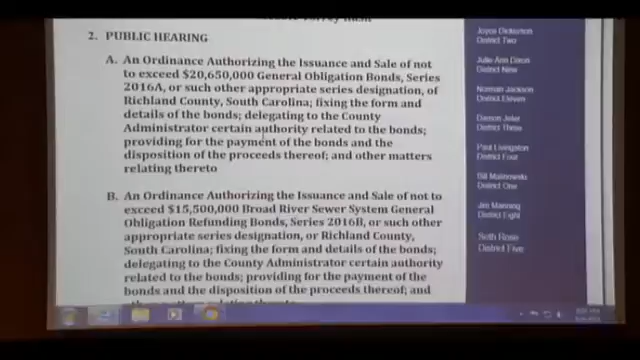 2. PUBLIC HEARING
A. An Ordinance Authorizing the Issuance and Sale of not
to exceed $20,650,000 General Obligation Bonds, Series
2016A, or such other appropriate series designation, of
Richland County, South Carolina; fixing the form and
details of the bonds; delegating to the County
Administrator certain authority related to the bonds;
providing for the payment of the bonds and the
disposition of the proceeds thereof; and other matters
relating thereto
B. An Ordinance Authorizing the Issuance and Sale of not to
exceed $15,500,000 Broad River Sewer System General
Obligation Refunding Bonds, Series 2016B, or such other
appropriate series designation, or Richland County,
South Carolina; fixing the form and details of the bonds;
delegating to the County Administrator certain authority
related to the bonds; providing for the payment of the
bonds and the disposition of the proceeds thereof; and
Joyce Dickerson
District Two
Julie Ann Dixon
District Nine
Norman Jackson
District Eleven
Damon Jeter
District Three
Paul Livingston
District Four
Bill Malinowski
District One
Jim Manning
District Eight
Seth Rose
District Five